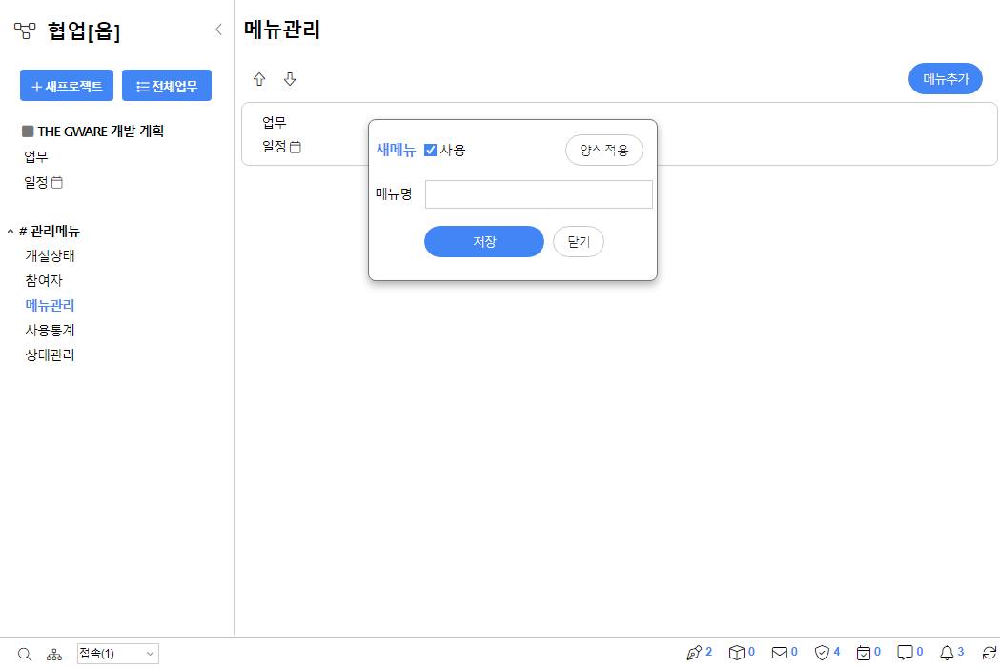 협업[옵]
새프로젝트 전체업무
THE GWARE 개발 계획
업무
일정
# 관리메뉴
개설상태
참여자
메뉴관리
사용통계
상태관리
메뉴관리
메뉴추가
업무
일정
새메뉴 사용 양식적용
메뉴명
저장 닫기
접속(1)
2 0 0 4 0 0 3